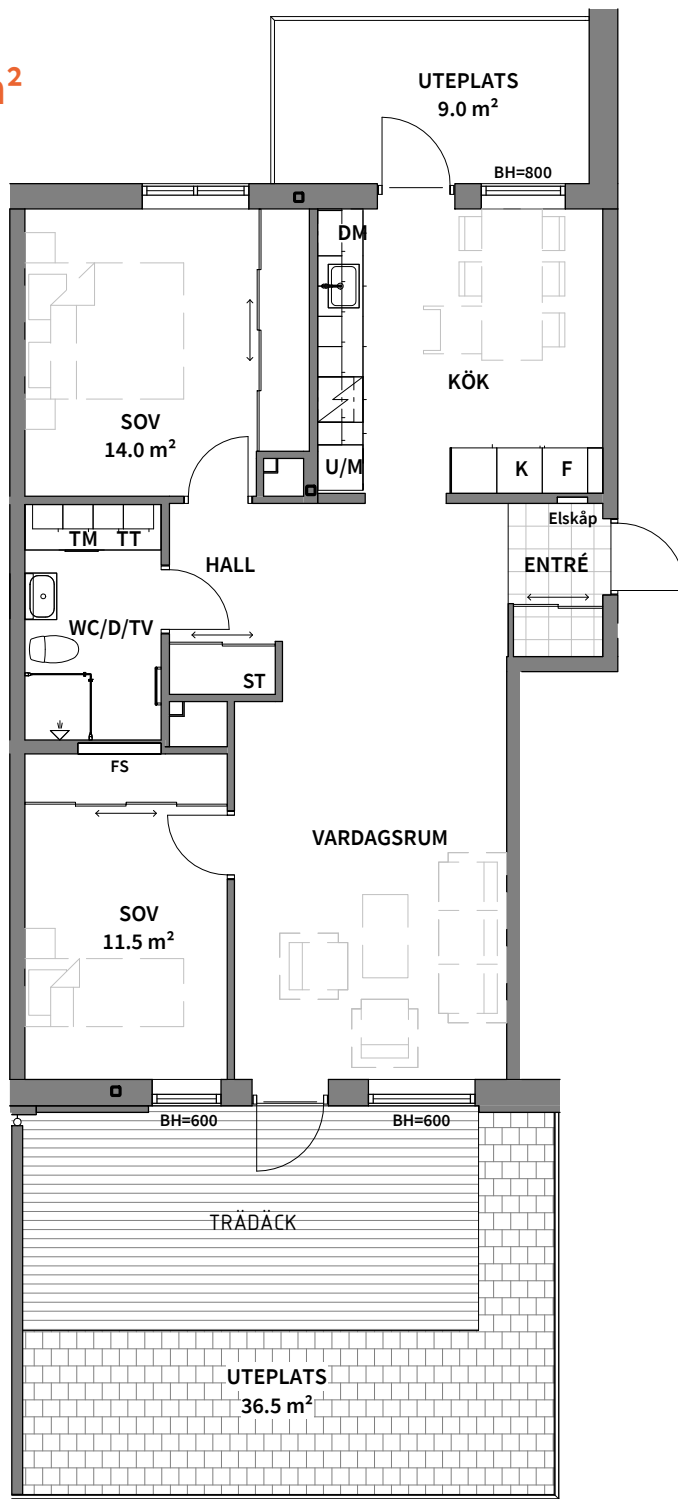 m²
UTEPLATS
9.0 m²
BH=800
DM
KÖK
SOV
14.0 m²
U/M
K
F
Elskåp
TM
TT
HALL
ENTRÉ
WC/D/TV
ST
FS
VARDAGSRUM
SOV
11.5 m²
BH=600
BH=600
TRÄDÄCK
UTEPLATS
36.5 m²